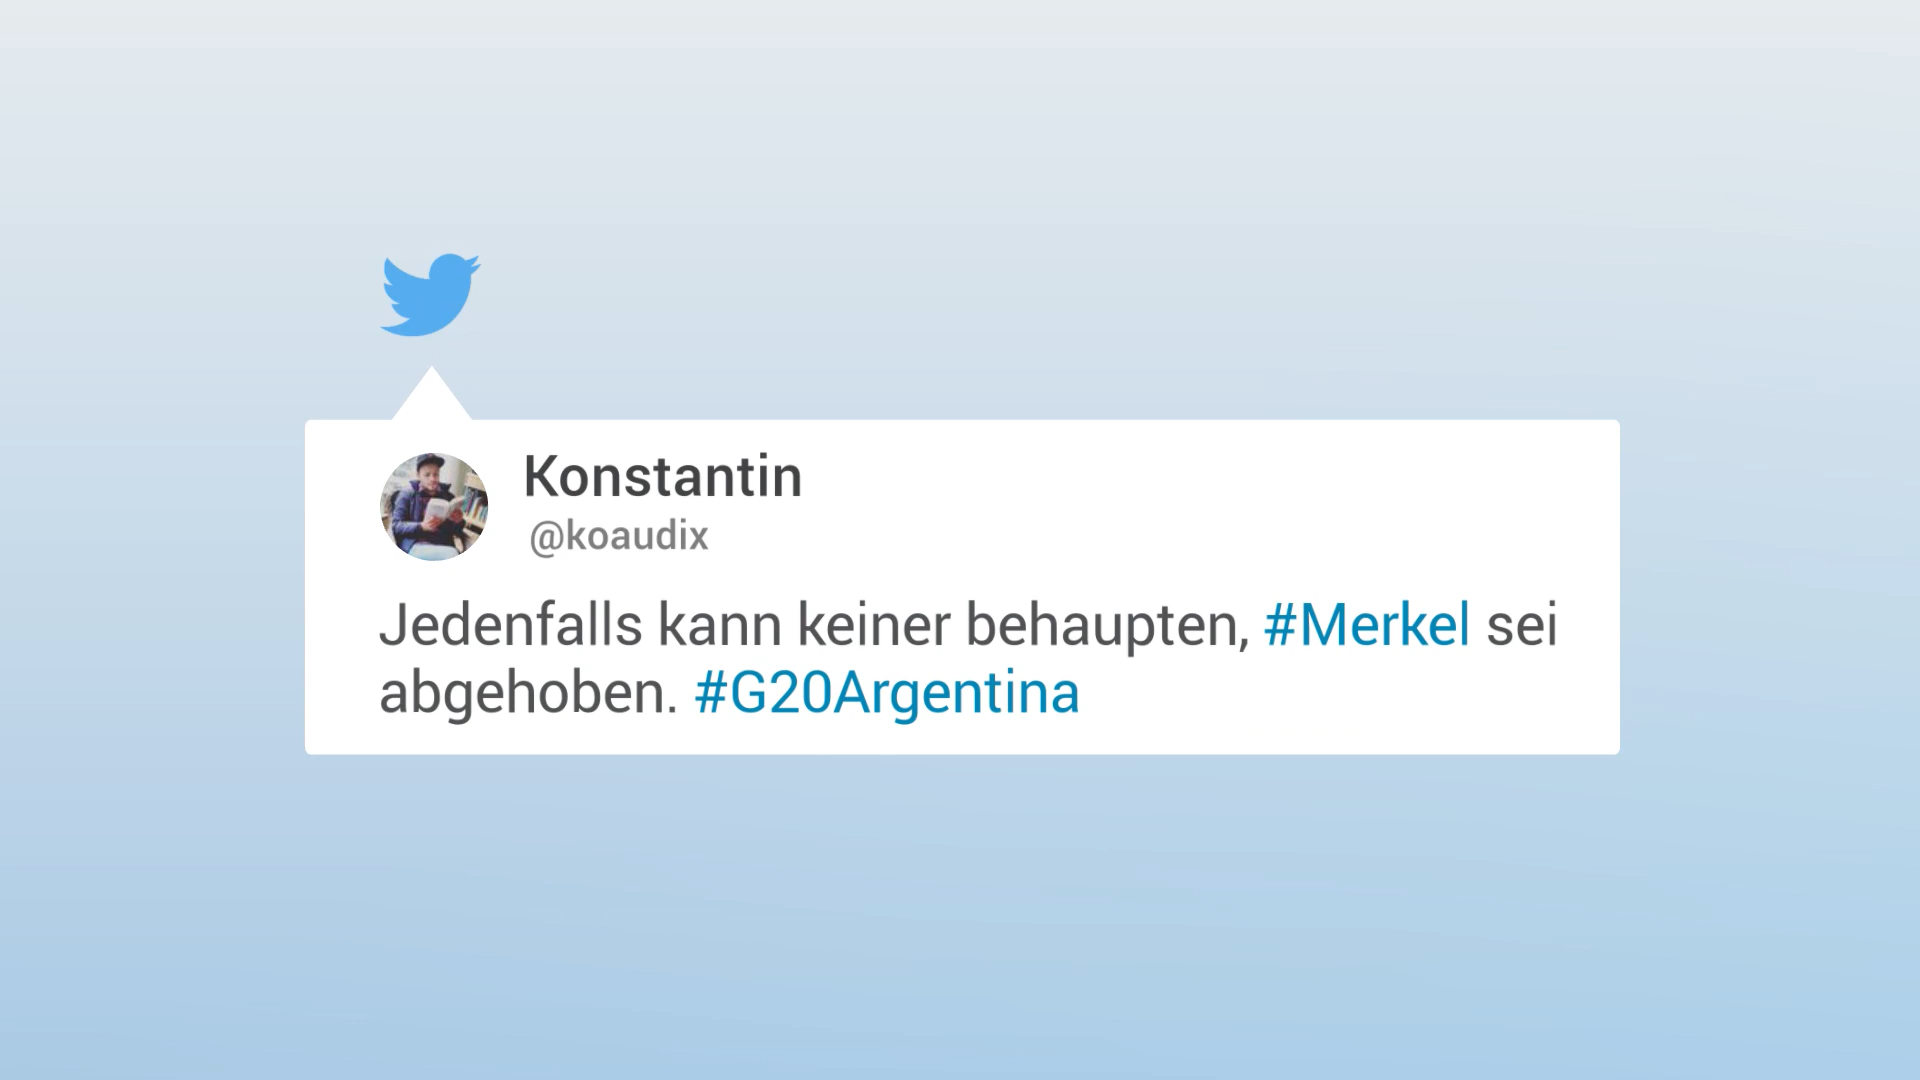 Konstantin
@koaudix
Jedenfalls kann keiner behaupten, #Merkel sei
abgehoben. #G20Argentina